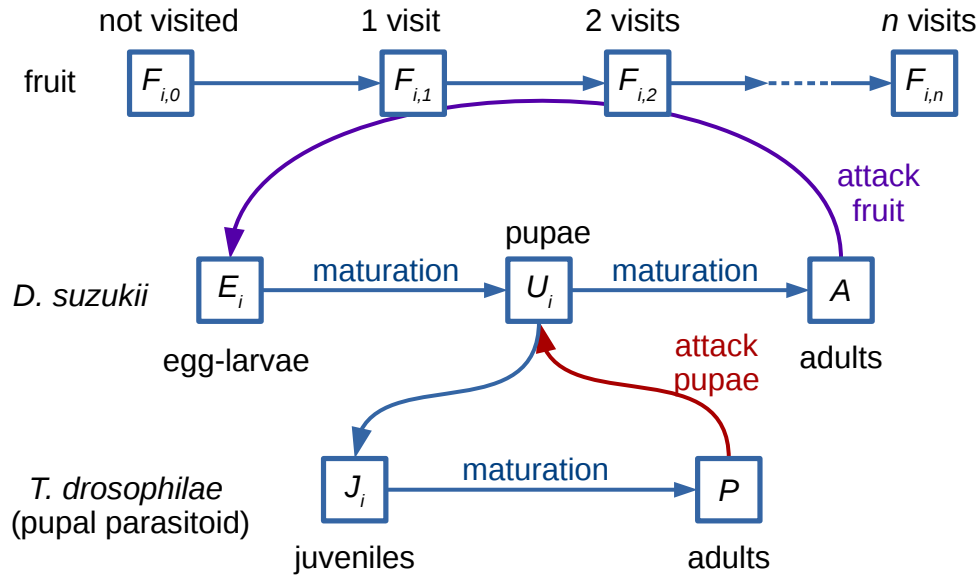 not visited
1 visit
2 visits
n visits
fruit
F_{i,0}
F_{i,1}
F_{i,2}
F_{i,n}
attack
fruit
D. suzukii
E_i
maturation
pupae
U_i
maturation
A
egg-larvae
adults
attack
pupae
T. drosophilae
(pupal parasitoid)
J_i
maturation
P
juveniles
adults